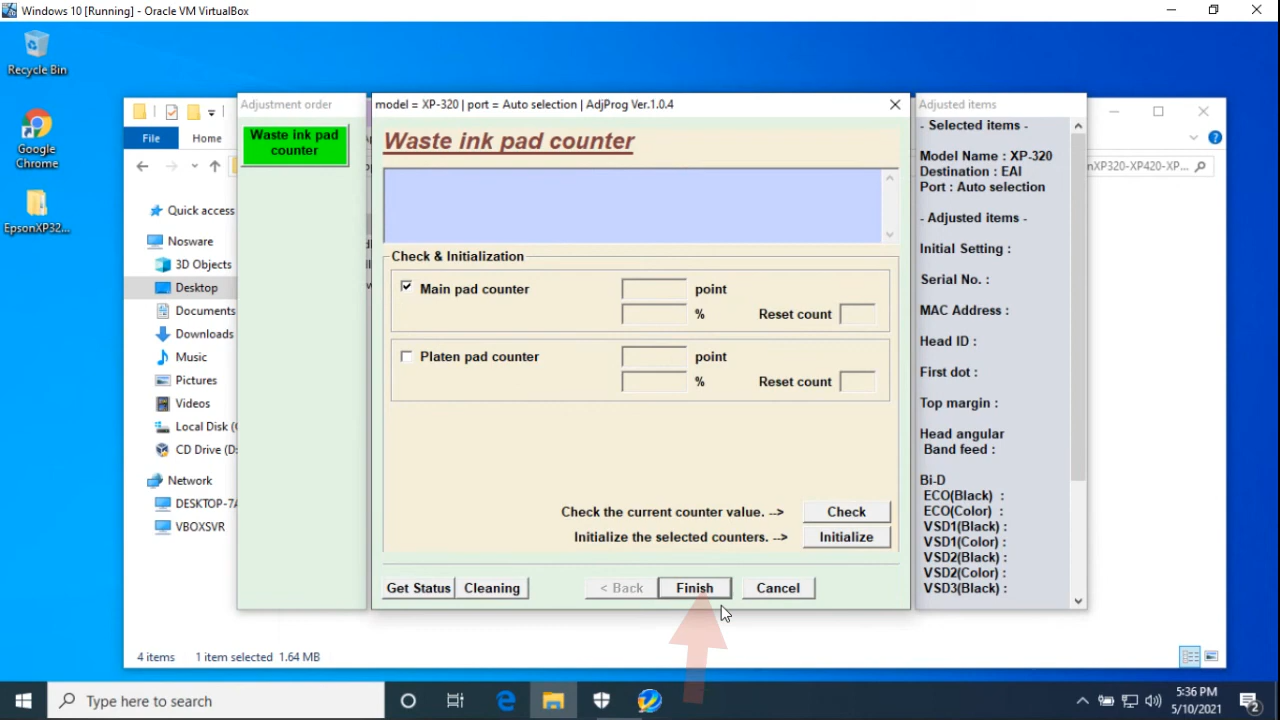 Windows 10 [Running] - Oracle VM VirtualBox
Recycle Bin
Google
Chrome
EpsonXP32...
File
Home
Quick access
Nosware
3D Objects
Desktop
Documents
Downloads
Music
Pictures
Videos
Local Disk (
CD Drive (D:
Network
DESKTOP-7A
VBOXSVR
4 items
1 item selected 1.64 MB
nXP320-XP420-XP...
Adjustment order
Waste ink pad
counter
model = XP-320 | port = Auto selection | AdjProg Ver.1.0.4
Waste ink pad counter
Check & Initialization
Main pad counter
point
%
Reset count
Platen pad counter
point
%
Reset count
Check the current counter value. -->
Check
Initialize the selected counters. -->
Initialize
Get Status
Cleaning
< Back
Finish
Cancel
Adjusted items
- Selected items -
Model Name : XP-320
Destination : EAI
Port : Auto selection
- Adjusted items -
Initial Setting :
Serial No. :
MAC Address :
Head ID :
First dot :
Top margin :
Head angular
Band feed :
Bi-D
ECO(Black) :
ECO(Color) :
VSD1(Black) :
VSD1(Color) :
VSD2(Black) :
VSD2(Color) :
VSD3(Black) :
Type here to search
5:36 PM
5/10/2021
2